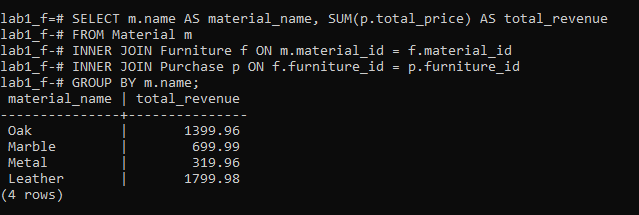 lab1_f=# SELECT m.name AS material_name, SUM(p.total_price) AS total_revenue
lab1_f-# FROM Material m
lab1_f-# INNER JOIN Furniture f ON m.material_id = f.material_id
lab1_f-# INNER JOIN Purchase p ON f.furniture_id = p.furniture_id
lab1_f-# GROUP BY m.name;
 material_name | total_revenue
---------------+---------------
 Oak           |       1399.96
 Marble        |        699.99
 Metal         |        319.96
 Leather       |       1799.98
(4 rows)